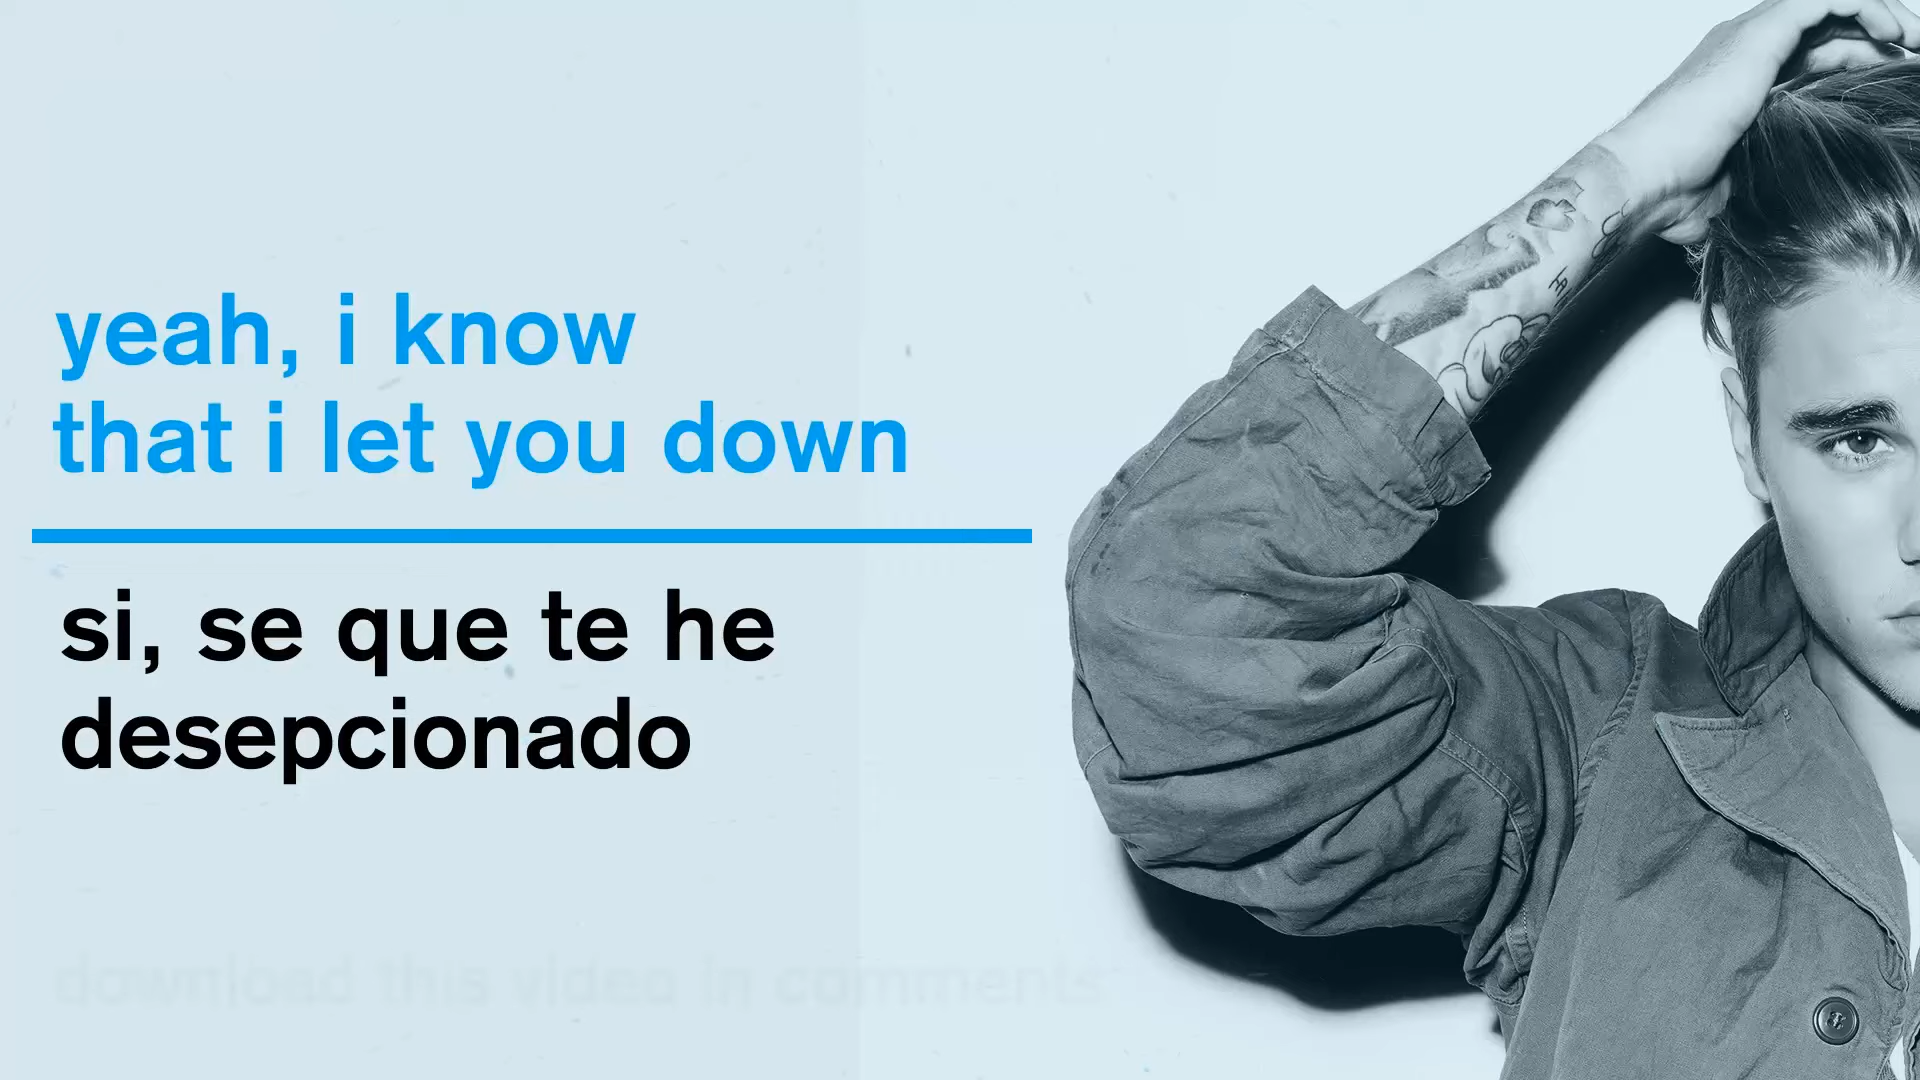 yeah, i know
that i let you down
si, se que te he
desepcionado
download this video in comments